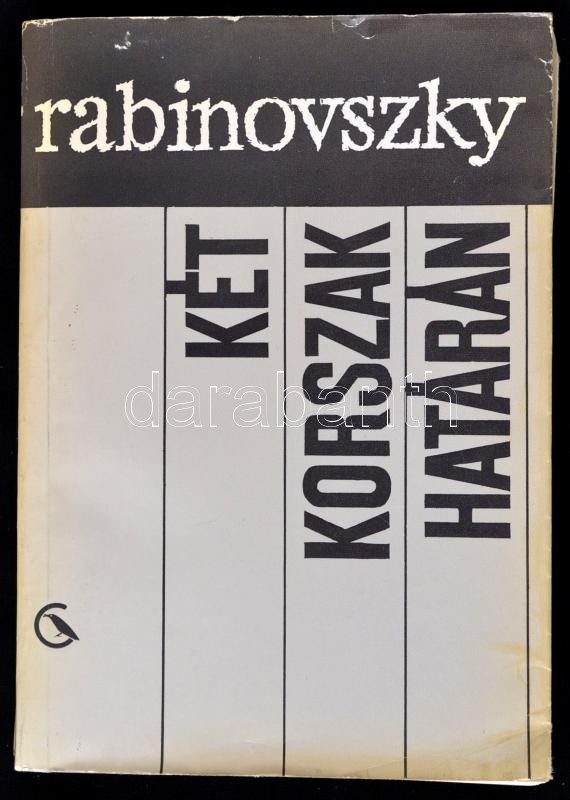 rabinovszky
KÉT
KORSZAK
HATÁRÁN
darabanth